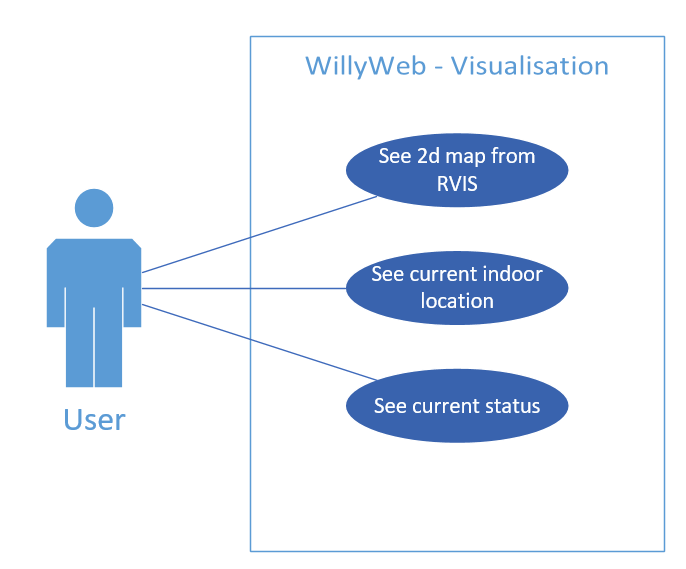 WillyWeb - Visualisation
See 2d map from
RVIS
See current indoor
location
See current status
User